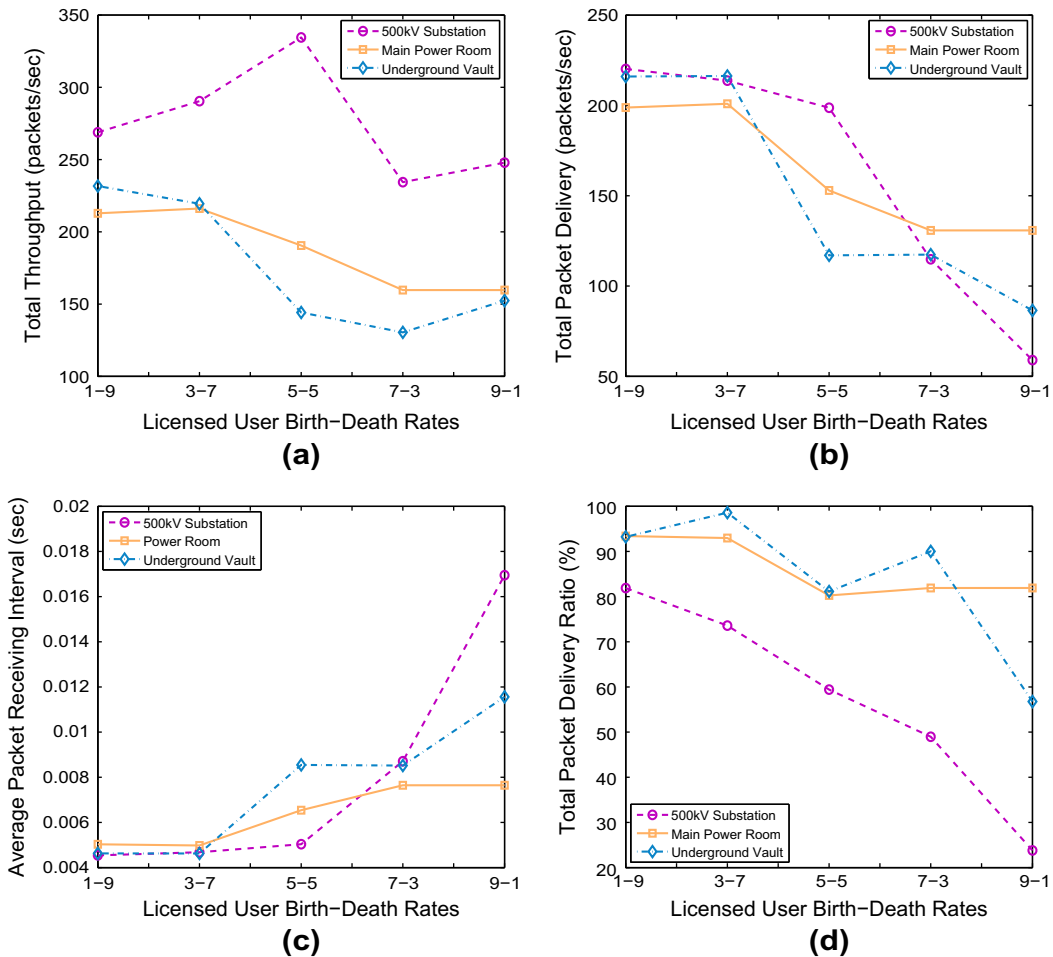 350
300
250
200
150
100
Total Throughput (packets/sec)
500kV Substation
Main Power Room
Underground Vault
1−9
3−7
5−5
7−3
9−1
Licensed User Birth−Death Rates
(a)
250
200
150
100
50
Total Packet Delivery (packets/sec)
500kV Substation
Main Power Room
Underground Vault
1−9
3−7
5−5
7−3
9−1
Licensed User Birth−Death Rates
(b)
0.02
0.018
0.016
0.014
0.012
0.01
0.008
0.006
0.004
Average Packet Receiving Interval (sec)
500kV Substation
Power Room
Underground Vault
1−9
3−7
5−5
7−3
9−1
Licensed User Birth−Death Rates
(c)
100
90
80
70
60
50
40
30
20
Total Packet Delivery Ratio (%)
500kV Substation
Main Power Room
Underground Vault
1−9
3−7
5−5
7−3
9−1
Licensed User Birth−Death Rates
(d)